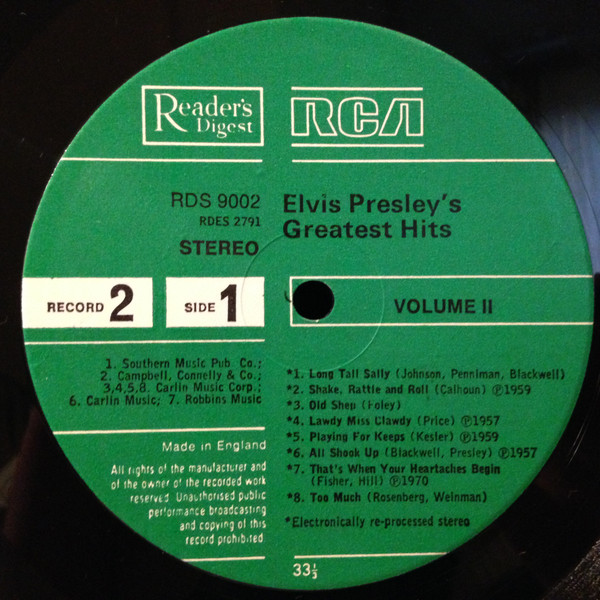 Reader's
Digest
RCA
RDS 9002
RDES 2791
STEREO
Elvis Presley's
Greatest Hits
RECORD 2
SIDE 1
VOLUME II
1. Southern Music Pub. Co.;
2. Campbell, Connelly & Co.;
3,4,5,8. Carlin Music Corp.;
6. Carlin Music; 7. Robbins Music
*1. Long Tall Sally (Johnson, Penniman, Blackwell)
*2. Shake, Rattle and Roll (Calhoun) Ⓟ1959
*3. Old Shep (Foley)
*4. Lawdy Miss Clawdy (Price) Ⓟ1957
*5. Playing For Keeps (Kesler) Ⓟ1959
*6. All Shook Up (Blackwell, Presley) Ⓟ1957
*7. That's When Your Heartaches Begin
(Fisher, Hill) Ⓟ1970
*8. Too Much (Rosenberg, Weinman)
*Electronically re-processed stereo
Made in England
All rights of the manufacturer and
of the owner of the recorded work
reserved. Unauthorised public
performance broadcasting
and copying of this
record prohibited.
33⅓